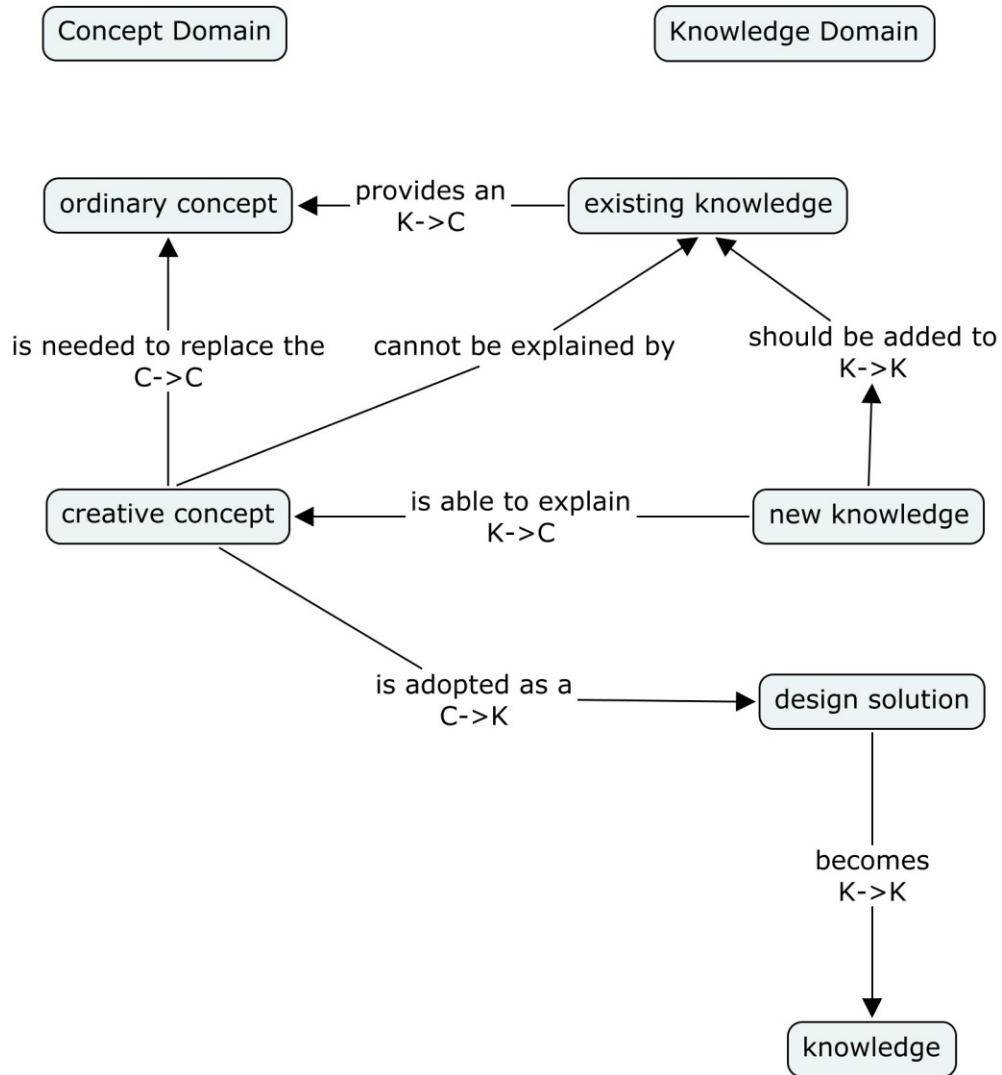 Concept Domain
Knowledge Domain
ordinary concept
provides an
K->C
existing knowledge
is needed to replace the
C->C
cannot be explained by
should be added to
K->K
creative concept
is able to explain
K->C
new knowledge
is adopted as a
C->K
design solution
becomes
K->K
knowledge